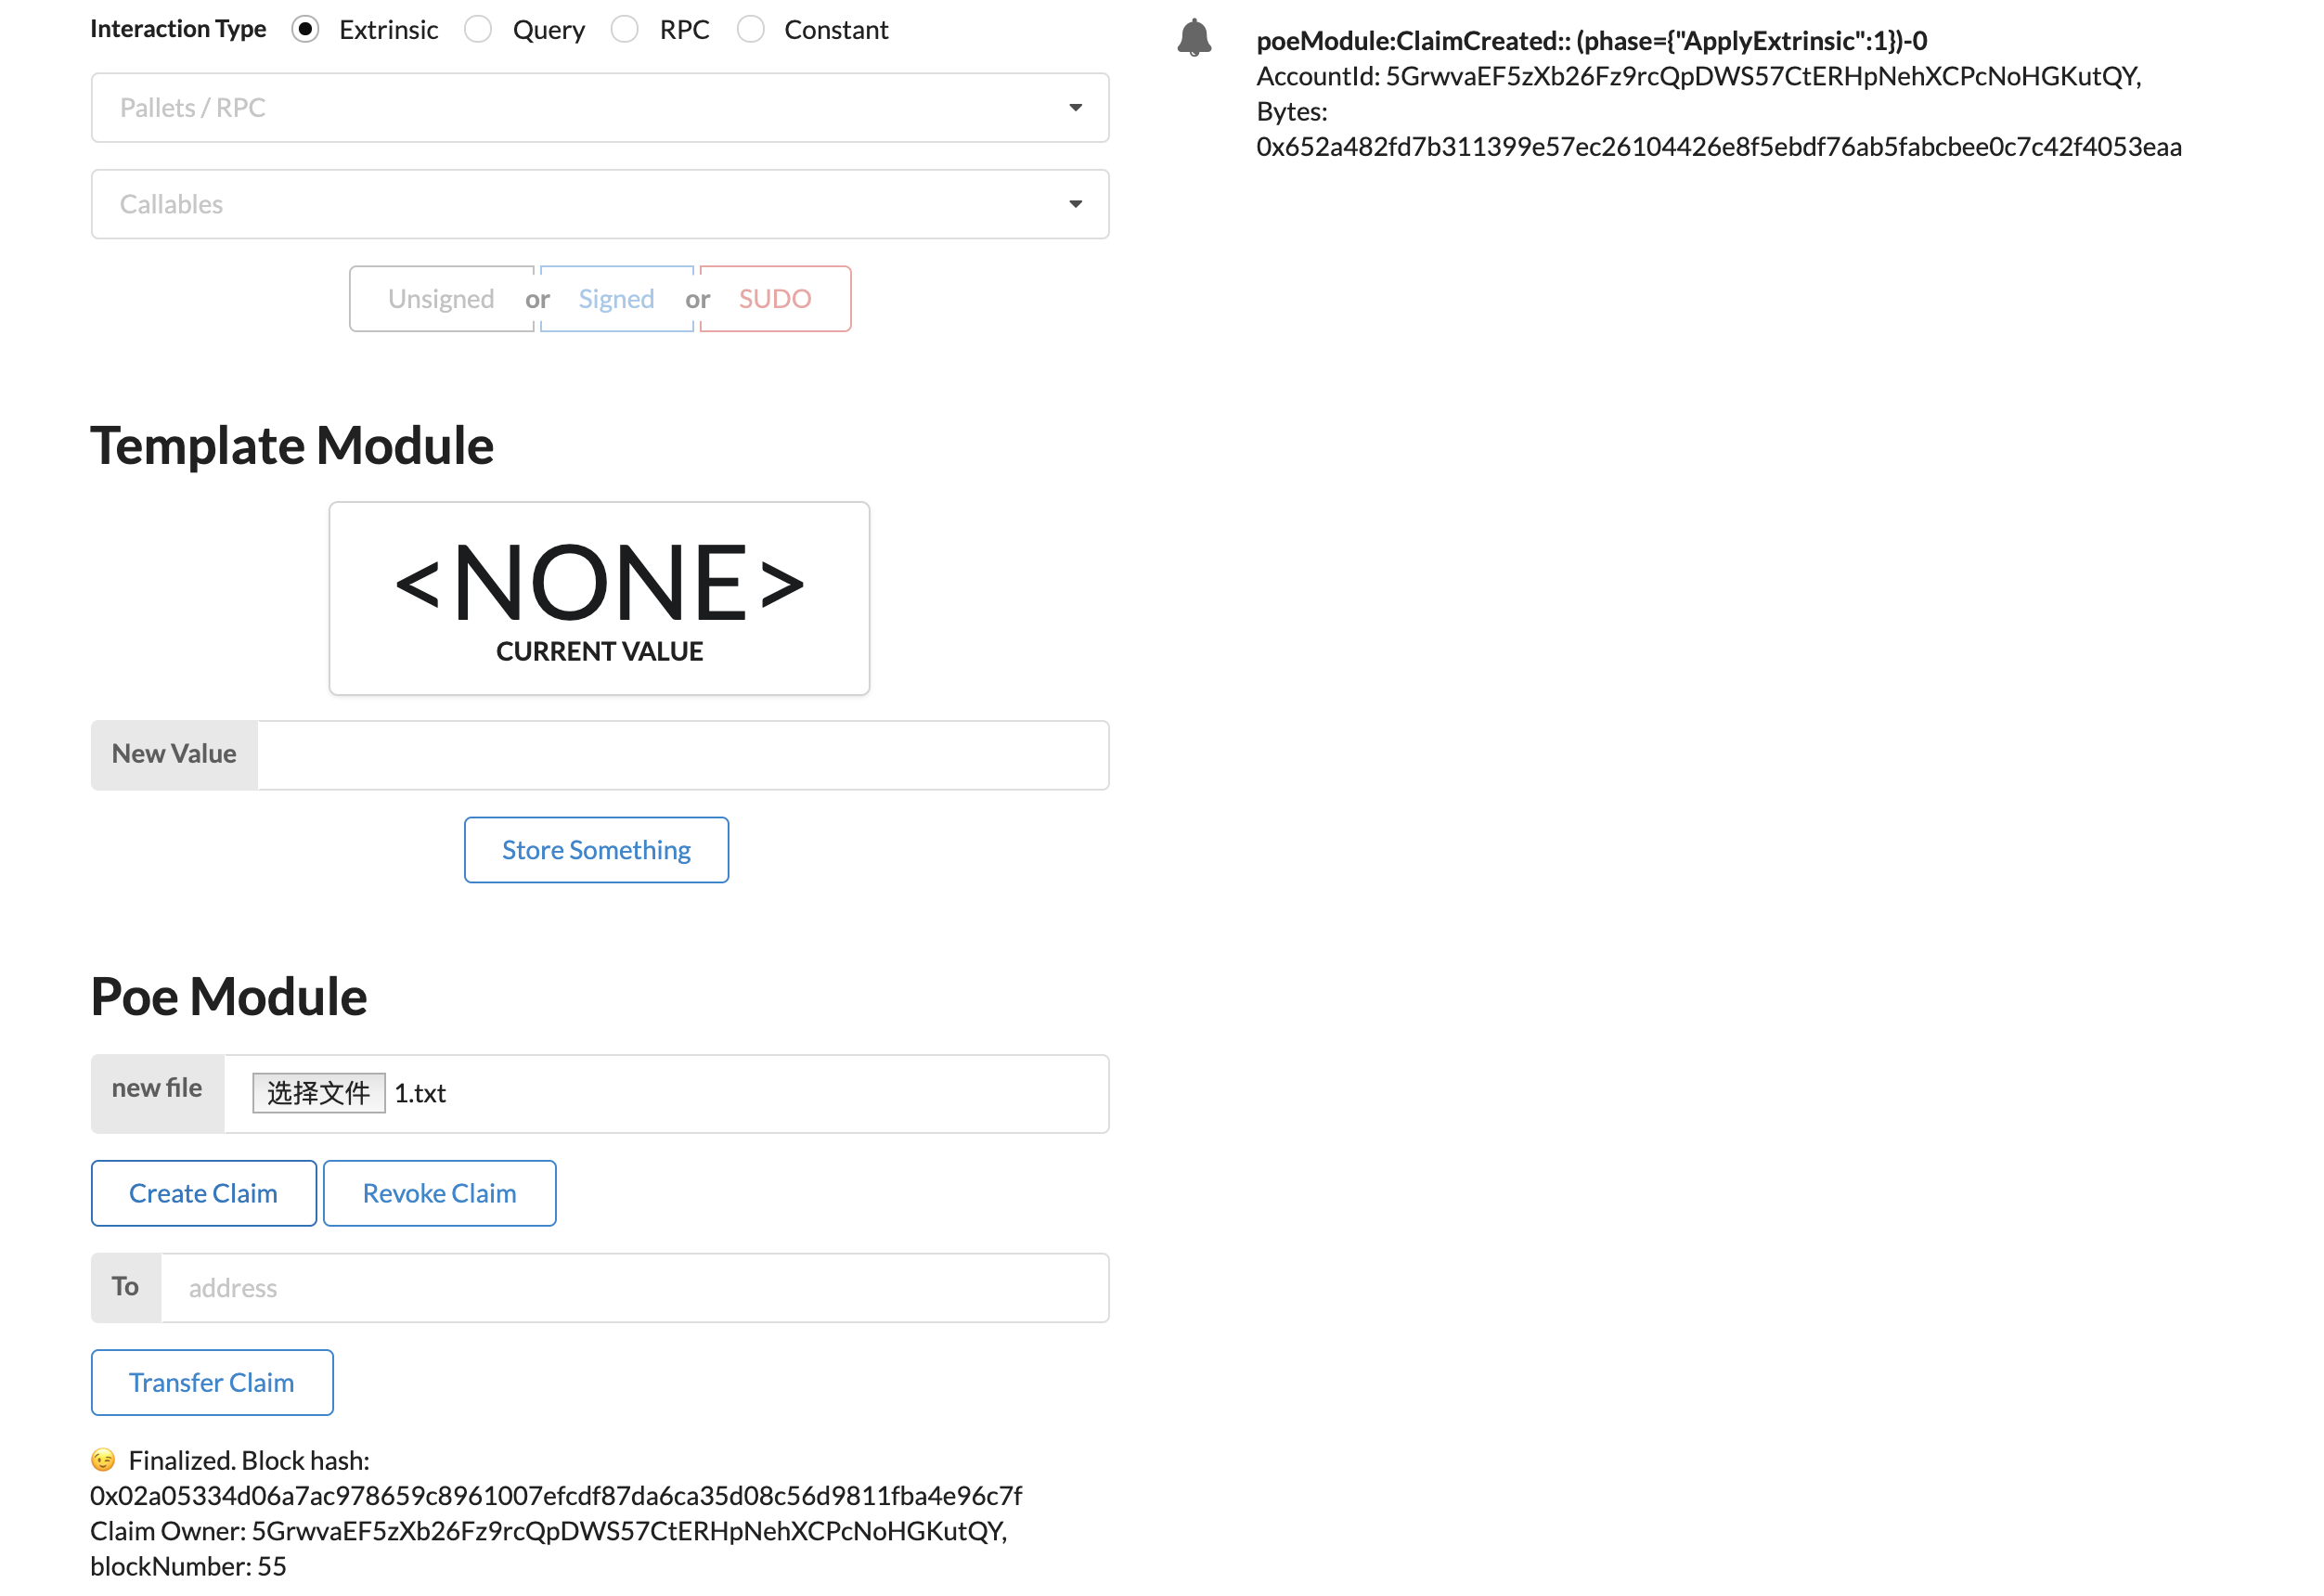 Interaction Type Extrinsic Query RPC Constant
Pallets / RPC
Callables
Unsigned or Signed or SUDO
Template Module
<NONE>
CURRENT VALUE
New Value
Store Something
Poe Module
new file 选择文件 1.txt
Create Claim Revoke Claim
To address
Transfer Claim
😉 Finalized. Block hash:
0x02a05334d06a7ac978659c8961007efcdf87da6ca35d08c56d9811fba4e96c7f
Claim Owner: 5GrwvaEF5zXb26Fz9rcQpDWS57CtERHpNehXCPcNoHGKutQY,
blockNumber: 55
poeModule:ClaimCreated:: (phase={"ApplyExtrinsic":1})-0
AccountId: 5GrwvaEF5zXb26Fz9rcQpDWS57CtERHpNehXCPcNoHGKutQY,
Bytes:
0x652a482fd7b311399e57ec26104426e8f5ebdf76ab5fabcbee0c7c42f4053eaa